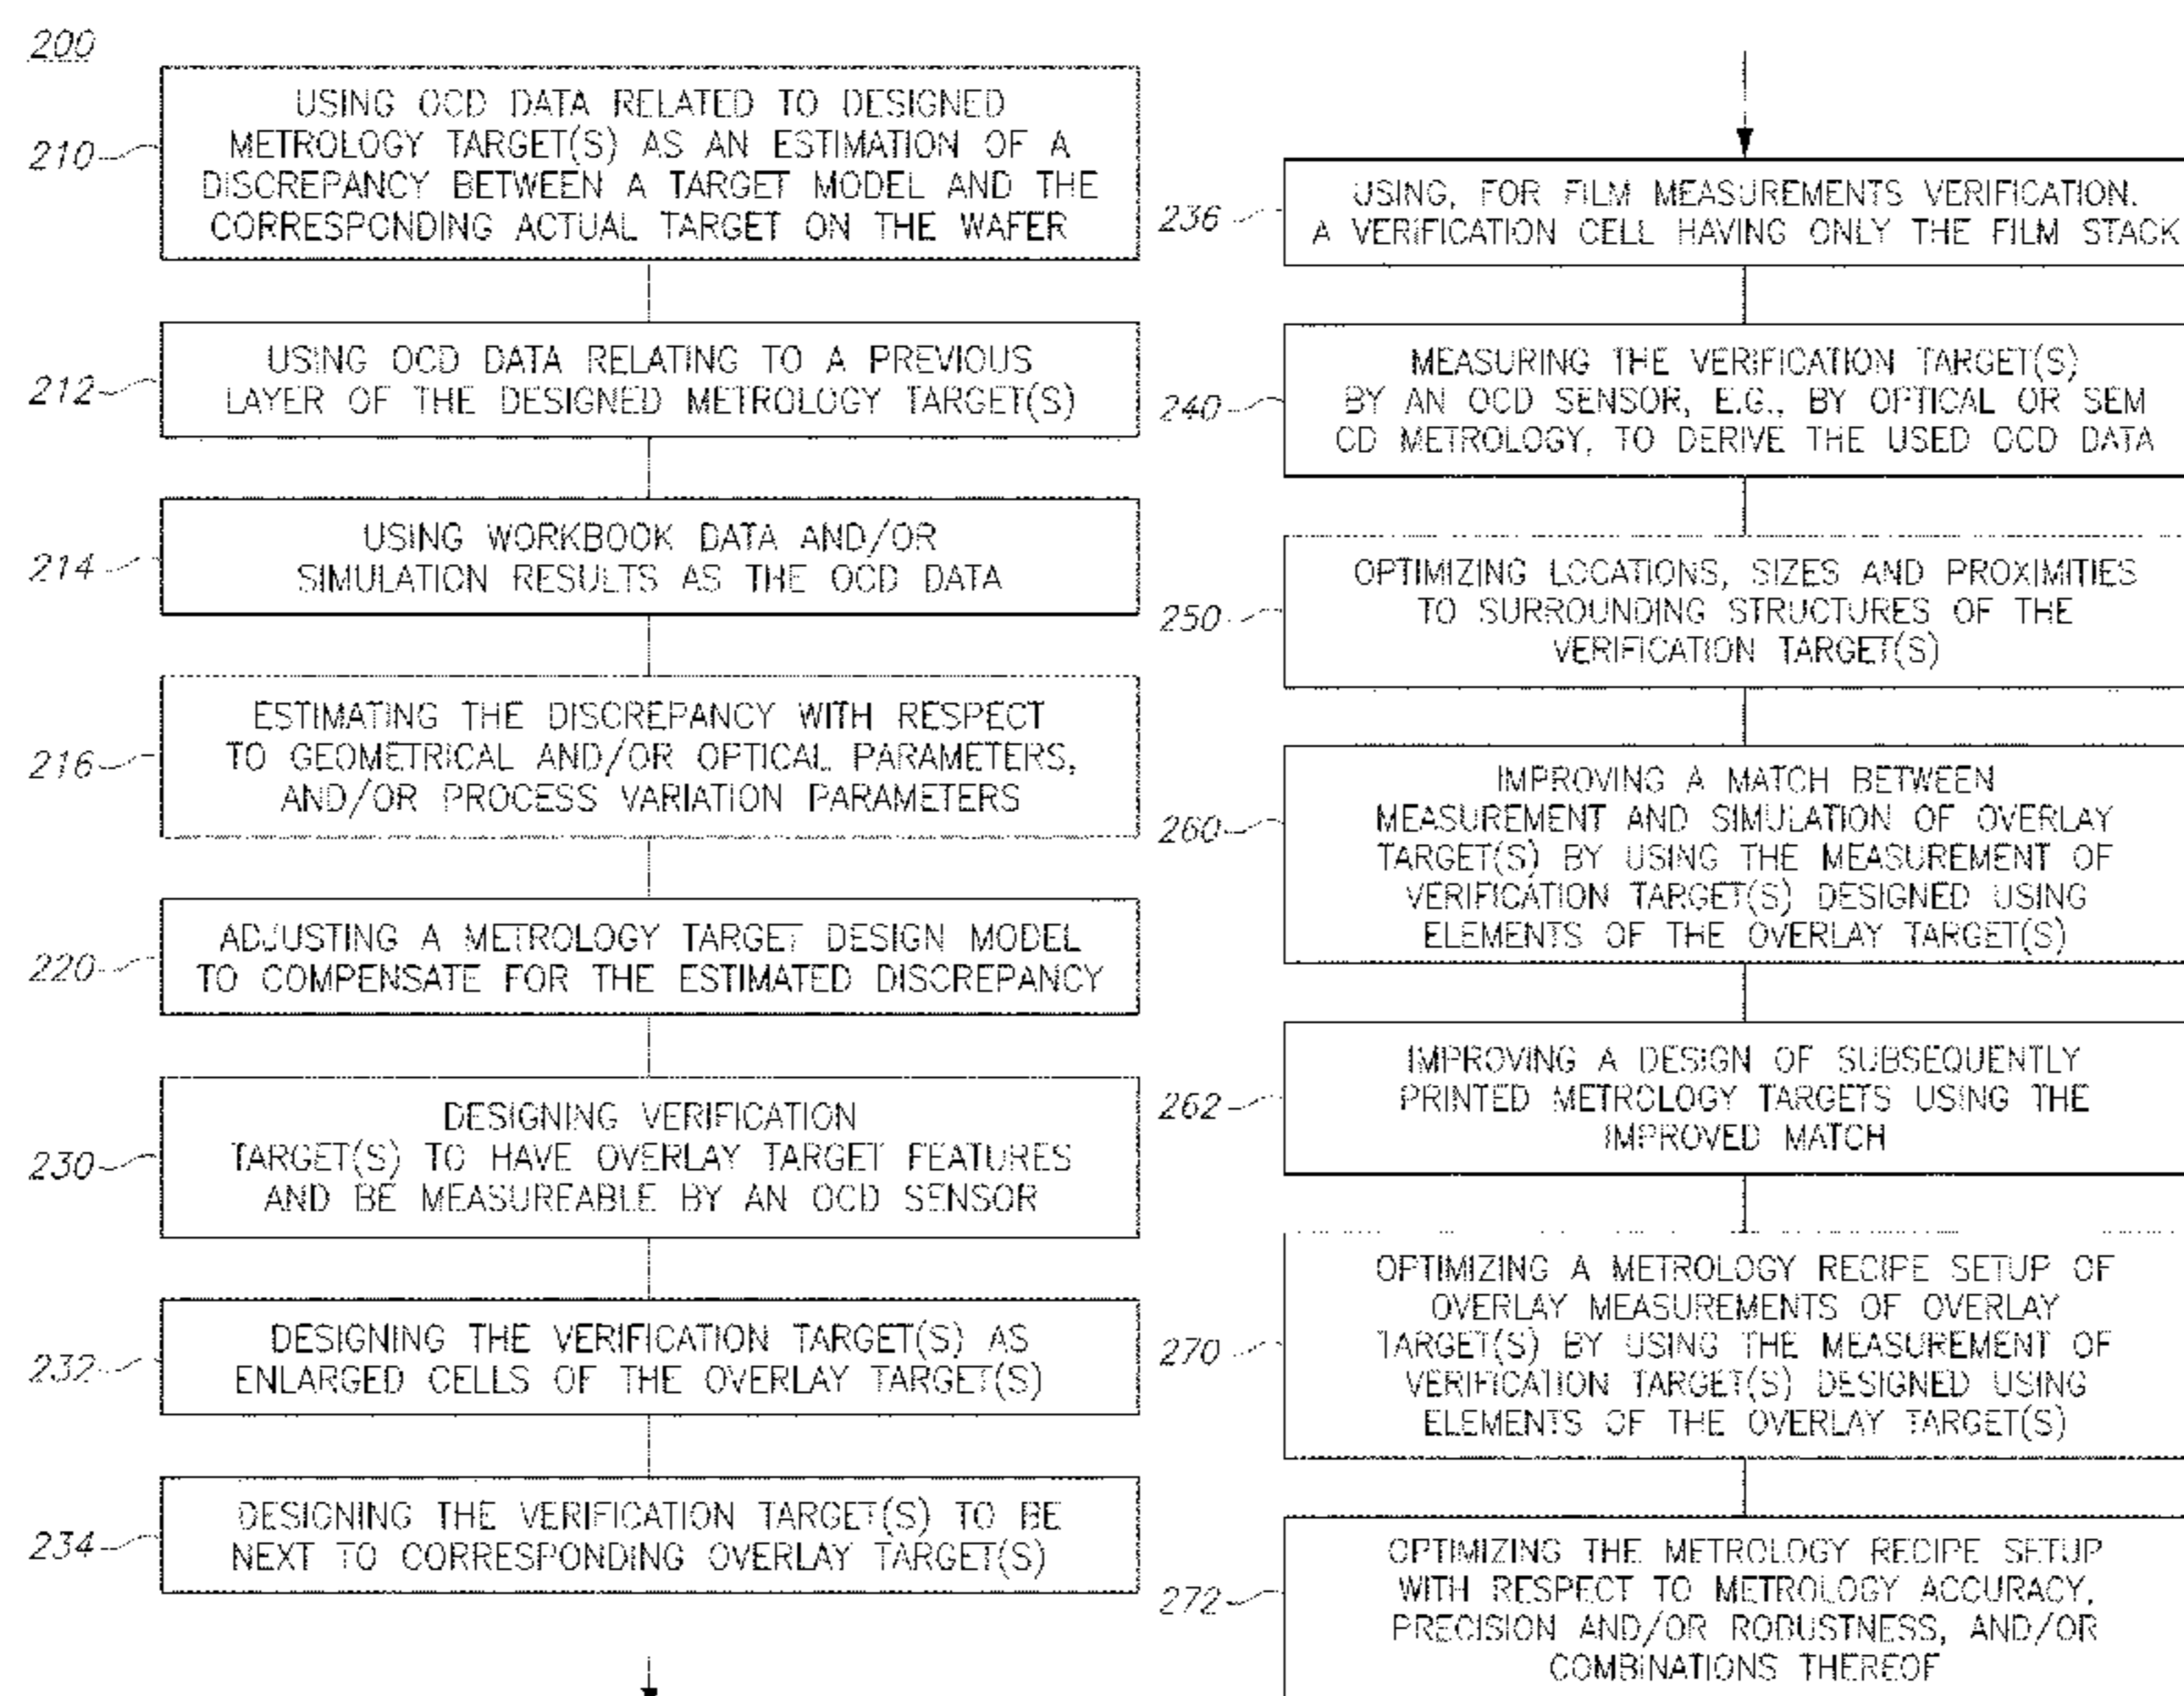 200
210
USING OCD DATA RELATED TO DESIGNED
METROLOGY TARGET(S) AS AN ESTIMATION OF A
DISCREPANCY BETWEEN A TARGET MODEL AND THE
CORRESPONDING ACTUAL TARGET ON THE WAFER
212
USING OCD DATA RELATING TO A PREVIOUS
LAYER OF THE DESIGNED METROLOGY TARGET(S)
214
USING WORKBOOK DATA AND/OR
SIMULATION RESULTS AS THE OCD DATA
216
ESTIMATING THE DISCREPANCY WITH RESPECT
TO GEOMETRICAL AND/OR OPTICAL PARAMETERS,
AND/OR PROCESS VARIATION PARAMETERS
220
ADJUSTING A METROLOGY TARGET DESIGN MODEL
TO COMPENSATE FOR THE ESTIMATED DISCREPANCY
230
DESIGNING VERIFICATION
TARGET(S) TO HAVE OVERLAY TARGET FEATURES
AND BE MEASUREABLE BY AN OCD SENSOR
232
DESIGNING THE VERIFICATION TARGET(S) AS
ENLARGED CELLS OF THE OVERLAY TARGET(S)
234
DESIGNING THE VERIFICATION TARGET(S) TO BE
NEXT TO CORRESPONDING OVERLAY TARGET(S)
236
USING, FOR FILM MEASUREMENTS VERIFICATION.
A VERIFICATION CELL HAVING ONLY THE FILM STACK
240
MEASURING THE VERIFICATION TARGET(S)
BY AN OCD SENSOR, E.G., BY OPTICAL OR SEM
CD METROLOGY, TO DERIVE THE USED OCD DATA
250
OPTIMIZING LOCATIONS, SIZES AND PROXIMITIES
TO SURROUNDING STRUCTURES OF THE
VERIFICATION TARGET(S)
260
IMPROVING A MATCH BETWEEN
MEASUREMENT AND SIMULATION OF OVERLAY
TARGET(S) BY USING THE MEASUREMENT OF
VERIFICATION TARGET(S) DESIGNED USING
ELEMENTS OF THE OVERLAY TARGET(S)
262
IMPROVING A DESIGN OF SUBSEQUENTLY
PRINTED METROLOGY TARGETS USING THE
IMPROVED MATCH
270
OPTIMIZING A METROLOGY RECIPE SETUP OF
OVERLAY MEASUREMENTS OF OVERLAY
TARGET(S) BY USING THE MEASUREMENT OF
VERIFICATION TARGET(S) DESIGNED USING
ELEMENTS OF THE OVERLAY TARGET(S)
272
OPTIMIZING THE METROLOGY RECIPE SETUP
WITH RESPECT TO METROLOGY ACCURACY,
PRECISION AND/OR ROBUSTNESS, AND/OR
COMBINATIONS THEREOF